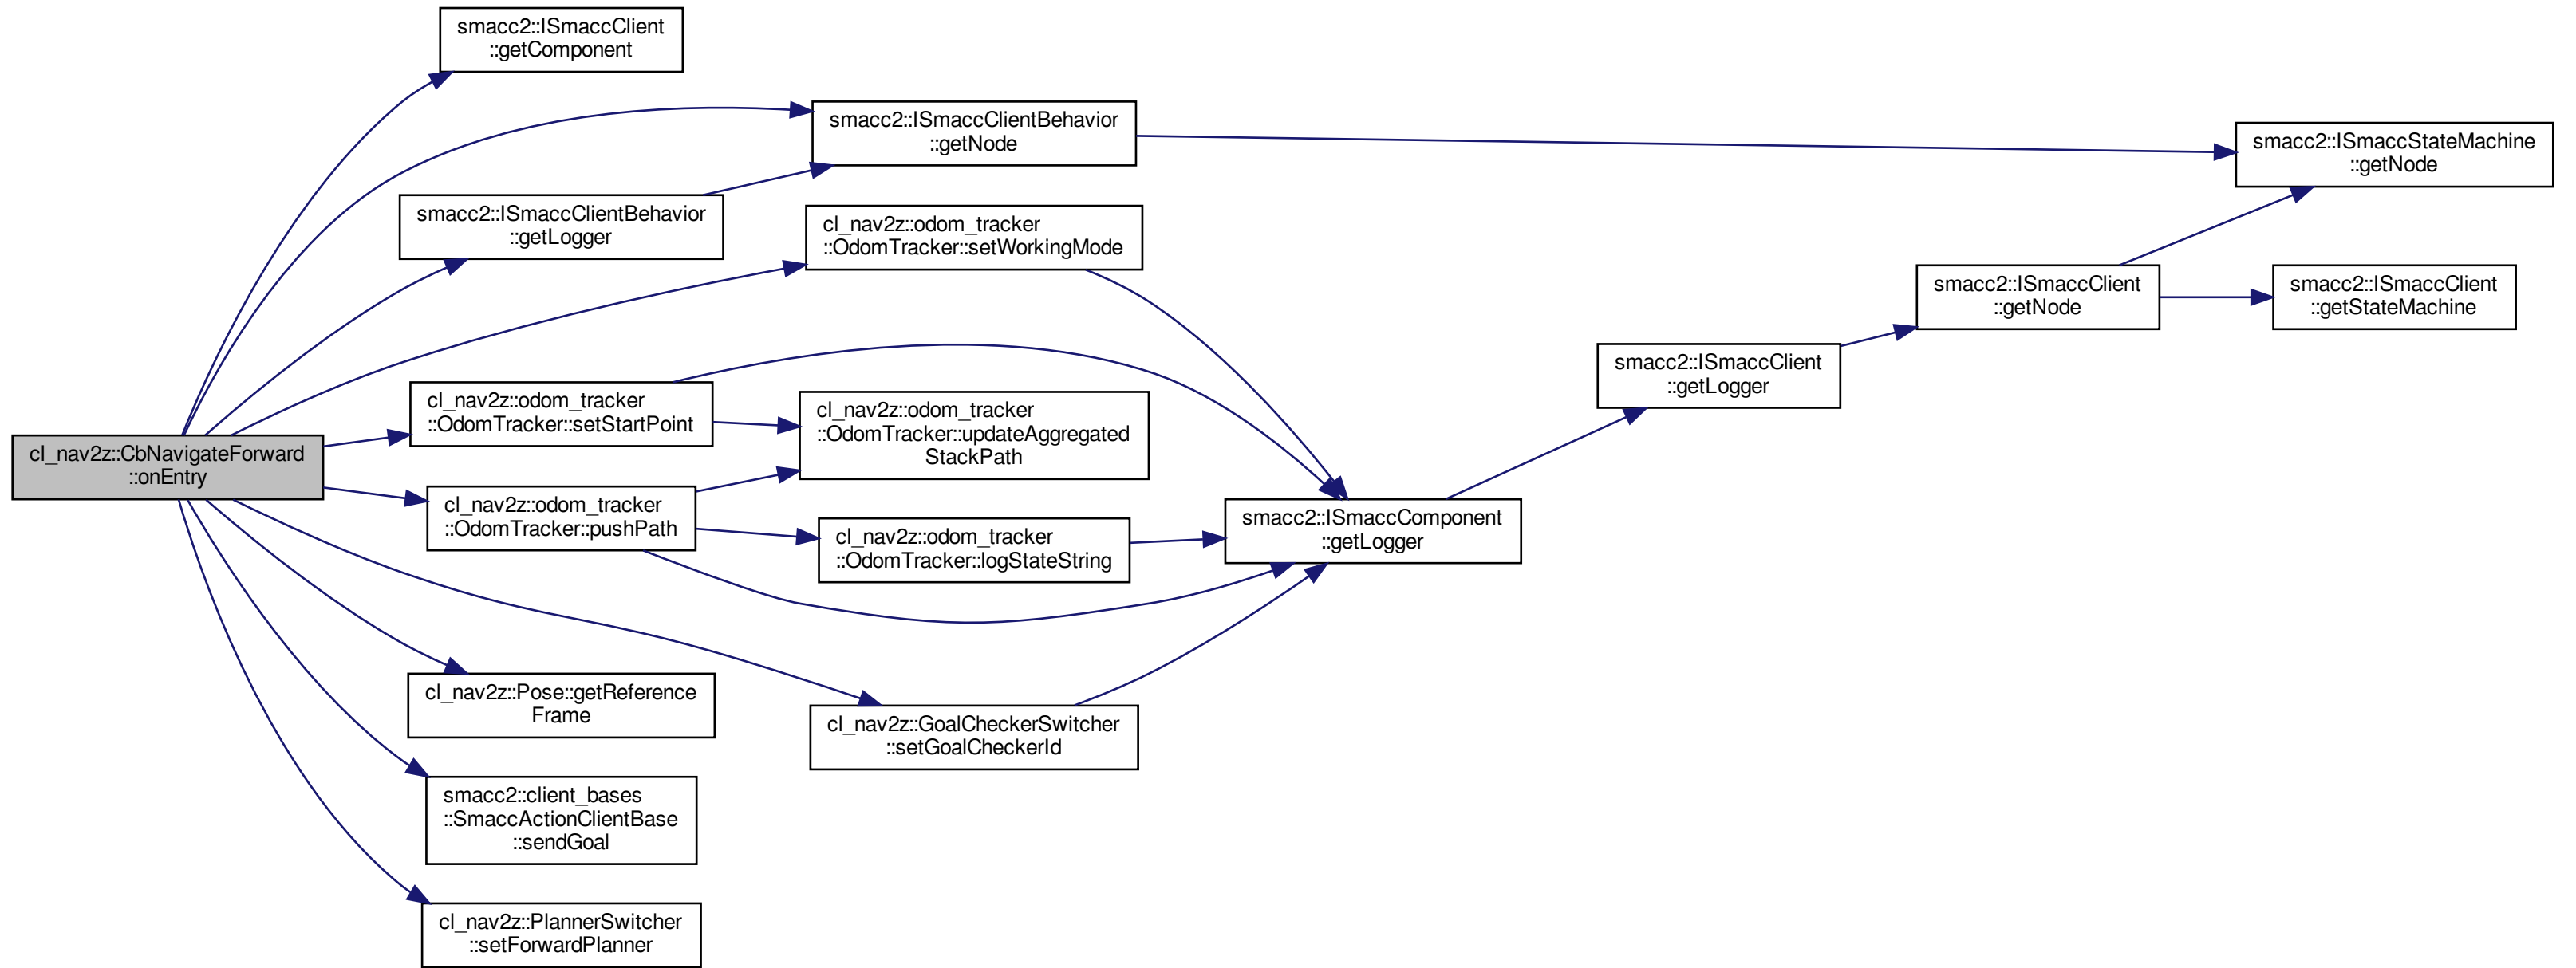 smacc2::ISmaccClient
::getComponent
smacc2::ISmaccClientBehavior
::getNode
smacc2::ISmaccStateMachine
::getNode
smacc2::ISmaccClientBehavior
::getLogger
cl_nav2z::odom_tracker
::OdomTracker::setWorkingMode
smacc2::ISmaccClient
::getNode
smacc2::ISmaccClient
::getStateMachine
smacc2::ISmaccClient
::getLogger
cl_nav2z::odom_tracker
::OdomTracker::setStartPoint
cl_nav2z::odom_tracker
::OdomTracker::updateAggregated
StackPath
cl_nav2z::CbNavigateForward
::onEntry
cl_nav2z::odom_tracker
::OdomTracker::pushPath
cl_nav2z::odom_tracker
::OdomTracker::logStateString
smacc2::ISmaccComponent
::getLogger
cl_nav2z::Pose::getReference
Frame
cl_nav2z::GoalCheckerSwitcher
::setGoalCheckerId
smacc2::client_bases
::SmaccActionClientBase
::sendGoal
cl_nav2z::PlannerSwitcher
::setForwardPlanner